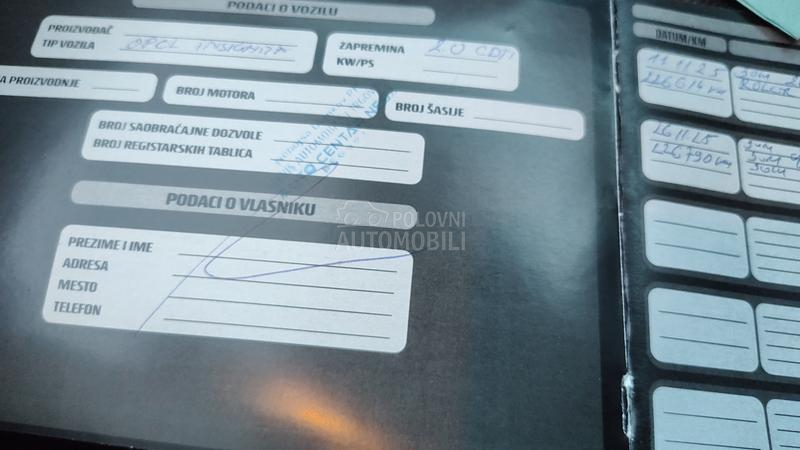 PODACI O VOZILU
PROIZVOĐAČ
TIP VOZILA OPEL INSIGNIA
ZAPREMINA 2.0 CDTI
KW/PS
A PROIZVODNJE
BROJ MOTORA
BROJ ŠASIJE
BROJ SAOBRAĆAJNE DOZVOLE
BROJ REGISTARSKIH TABLICA
PODACI O VLASNIKU
PREZIME I IME
ADRESA
MESTO
TELEFON
POLOVNI
AUTOMOBILI
DATUM/KM
11.11.25
226614 km
26.11.25
226790 km